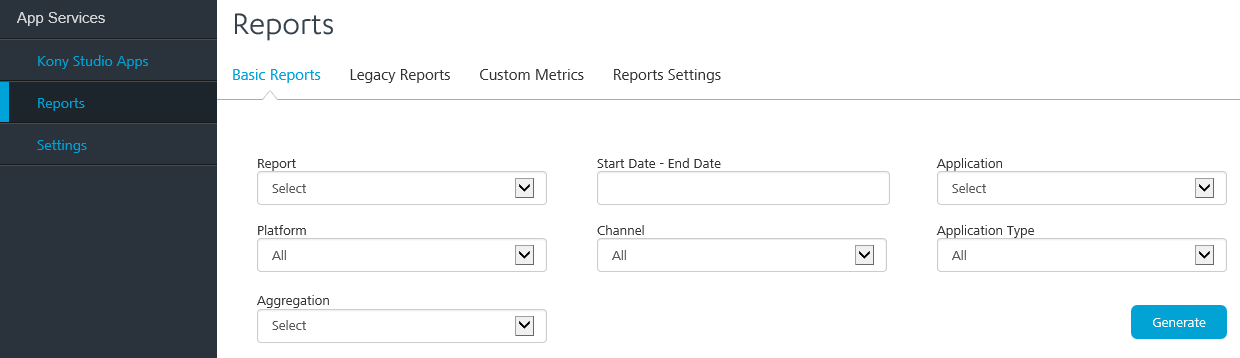 App Services
Kony Studio Apps
Reports
Settings
Reports
Basic Reports Legacy Reports Custom Metrics Reports Settings
Report Start Date - End Date Application
Select Select
Platform Channel Application Type
All All All
Aggregation
Select
Generate